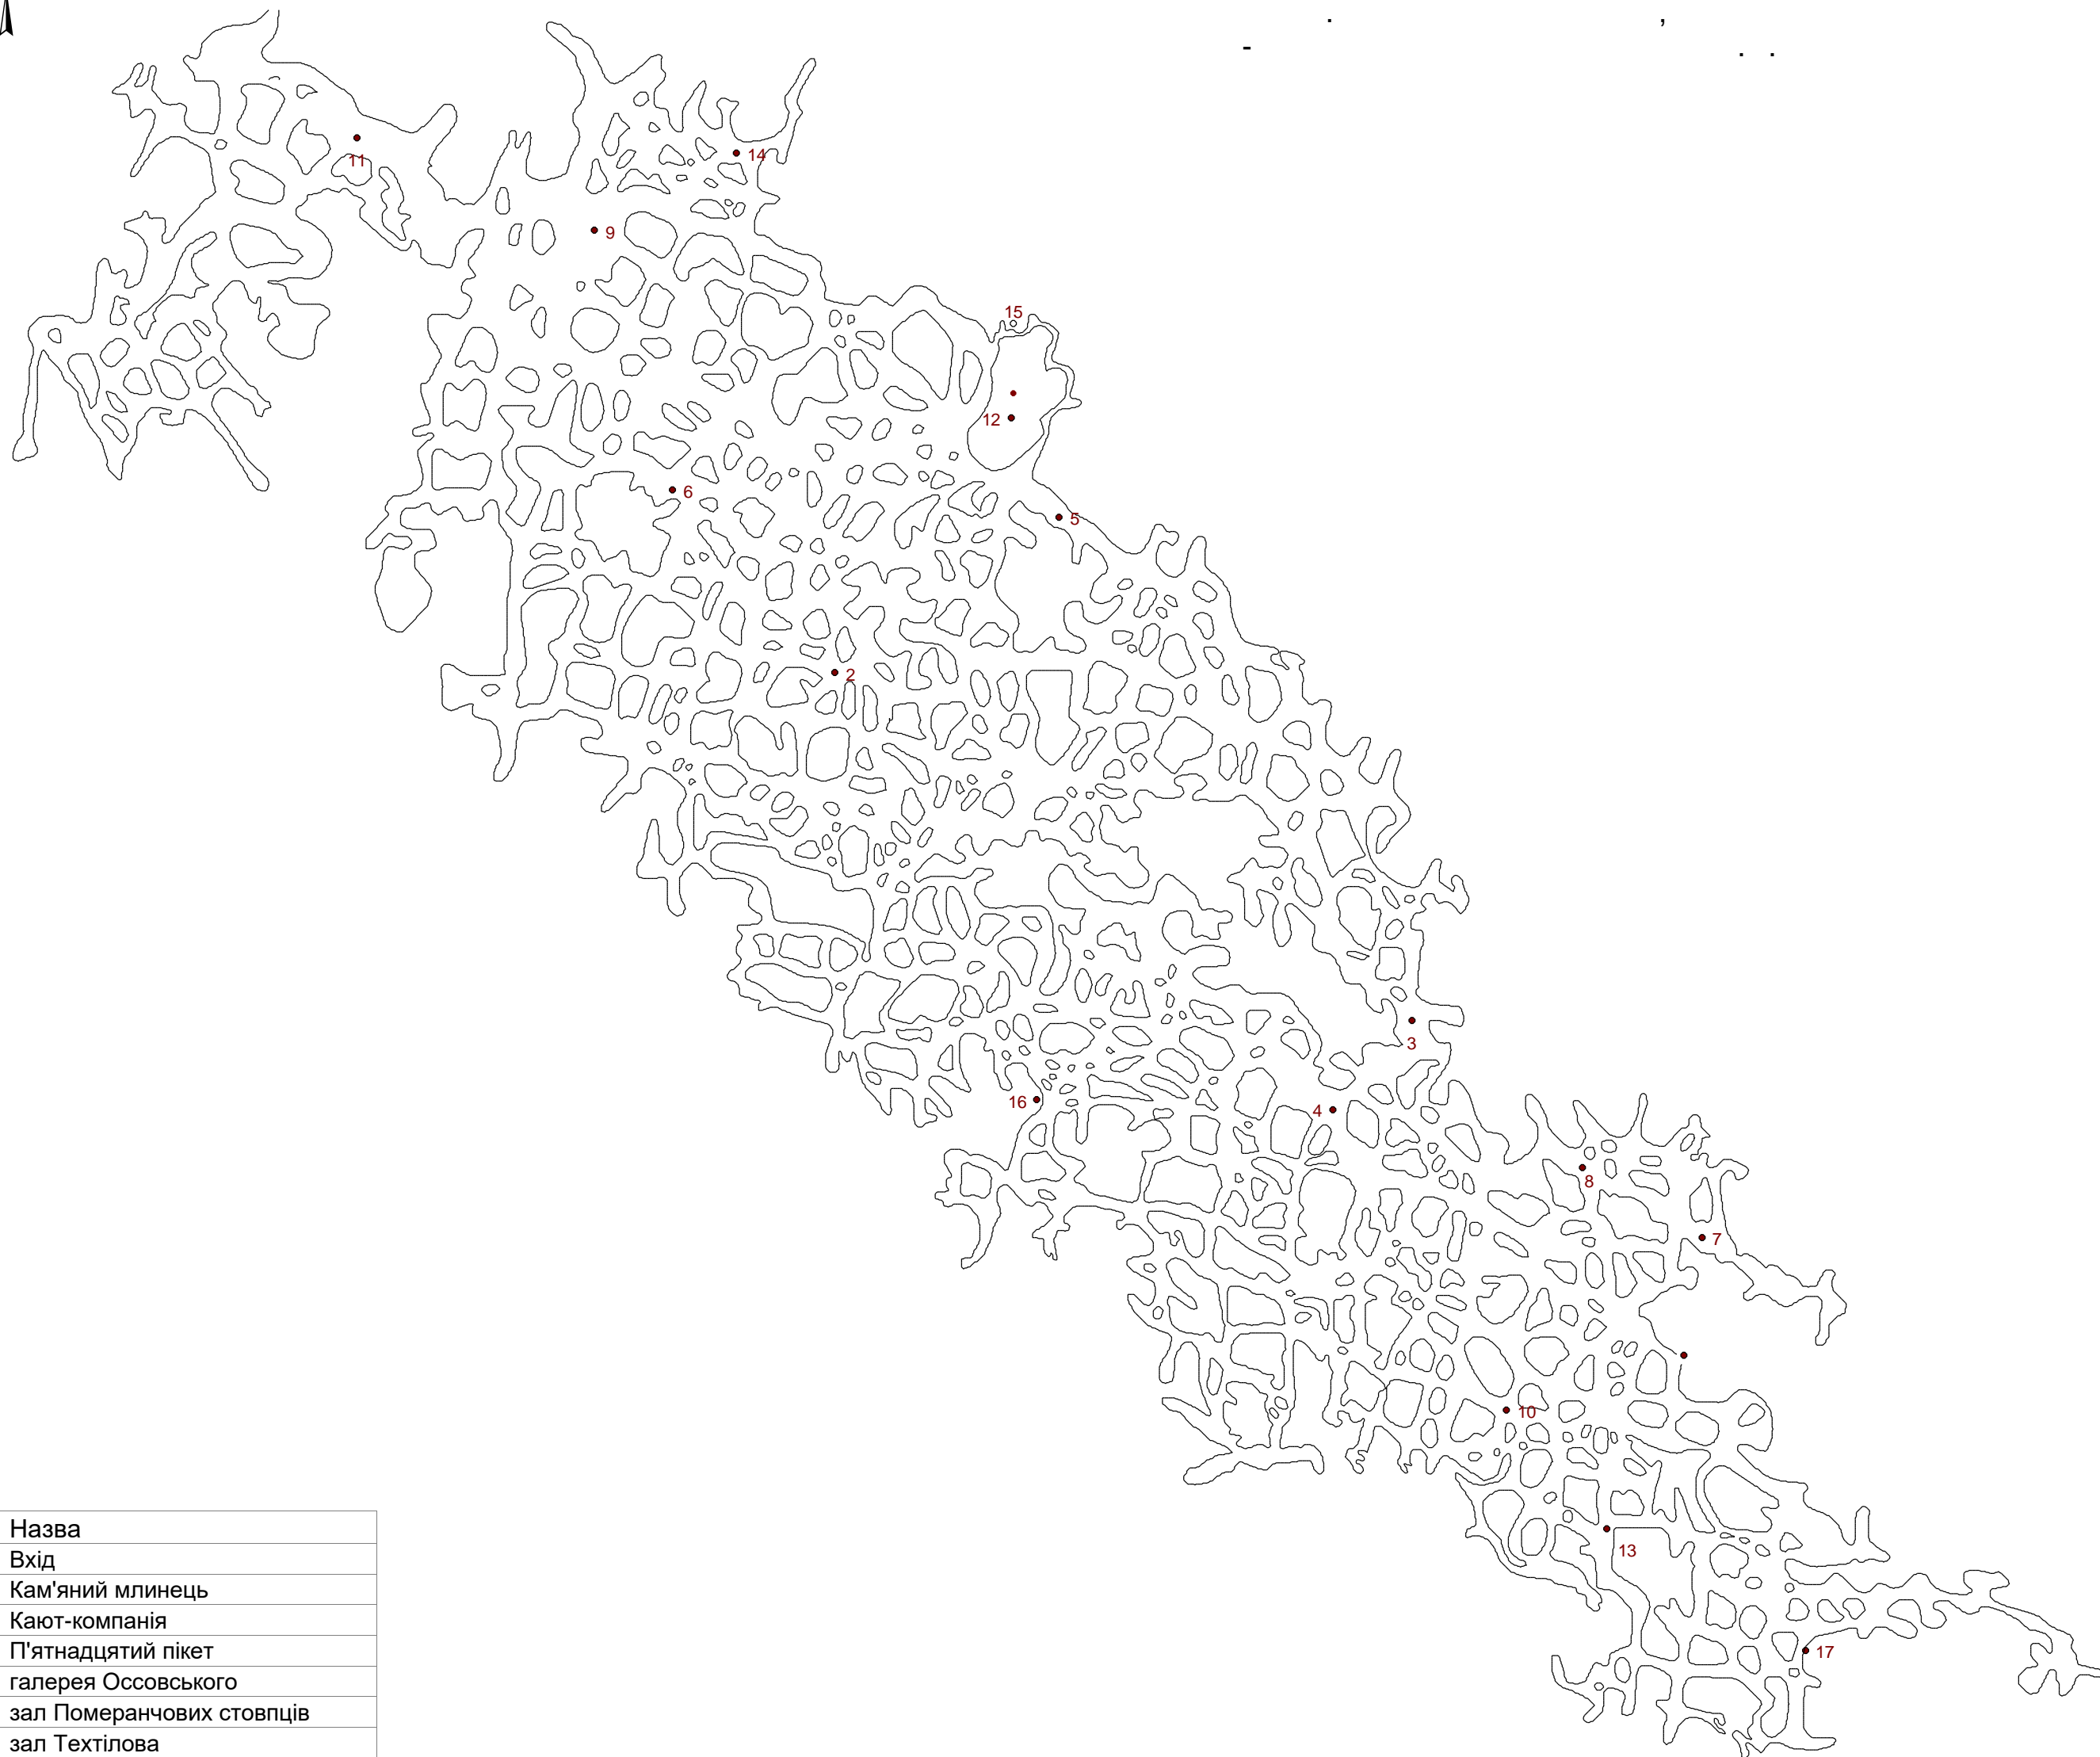 15
14
11
9
12
6
5
2
3
16
4
8
7
10
13
17
Назва
Вхід
Кам'яний млинець
Кают-компанія
П'ятнадцятий пікет
галерея Оссовського
зал Померанчових стовпців
зал Техтілова